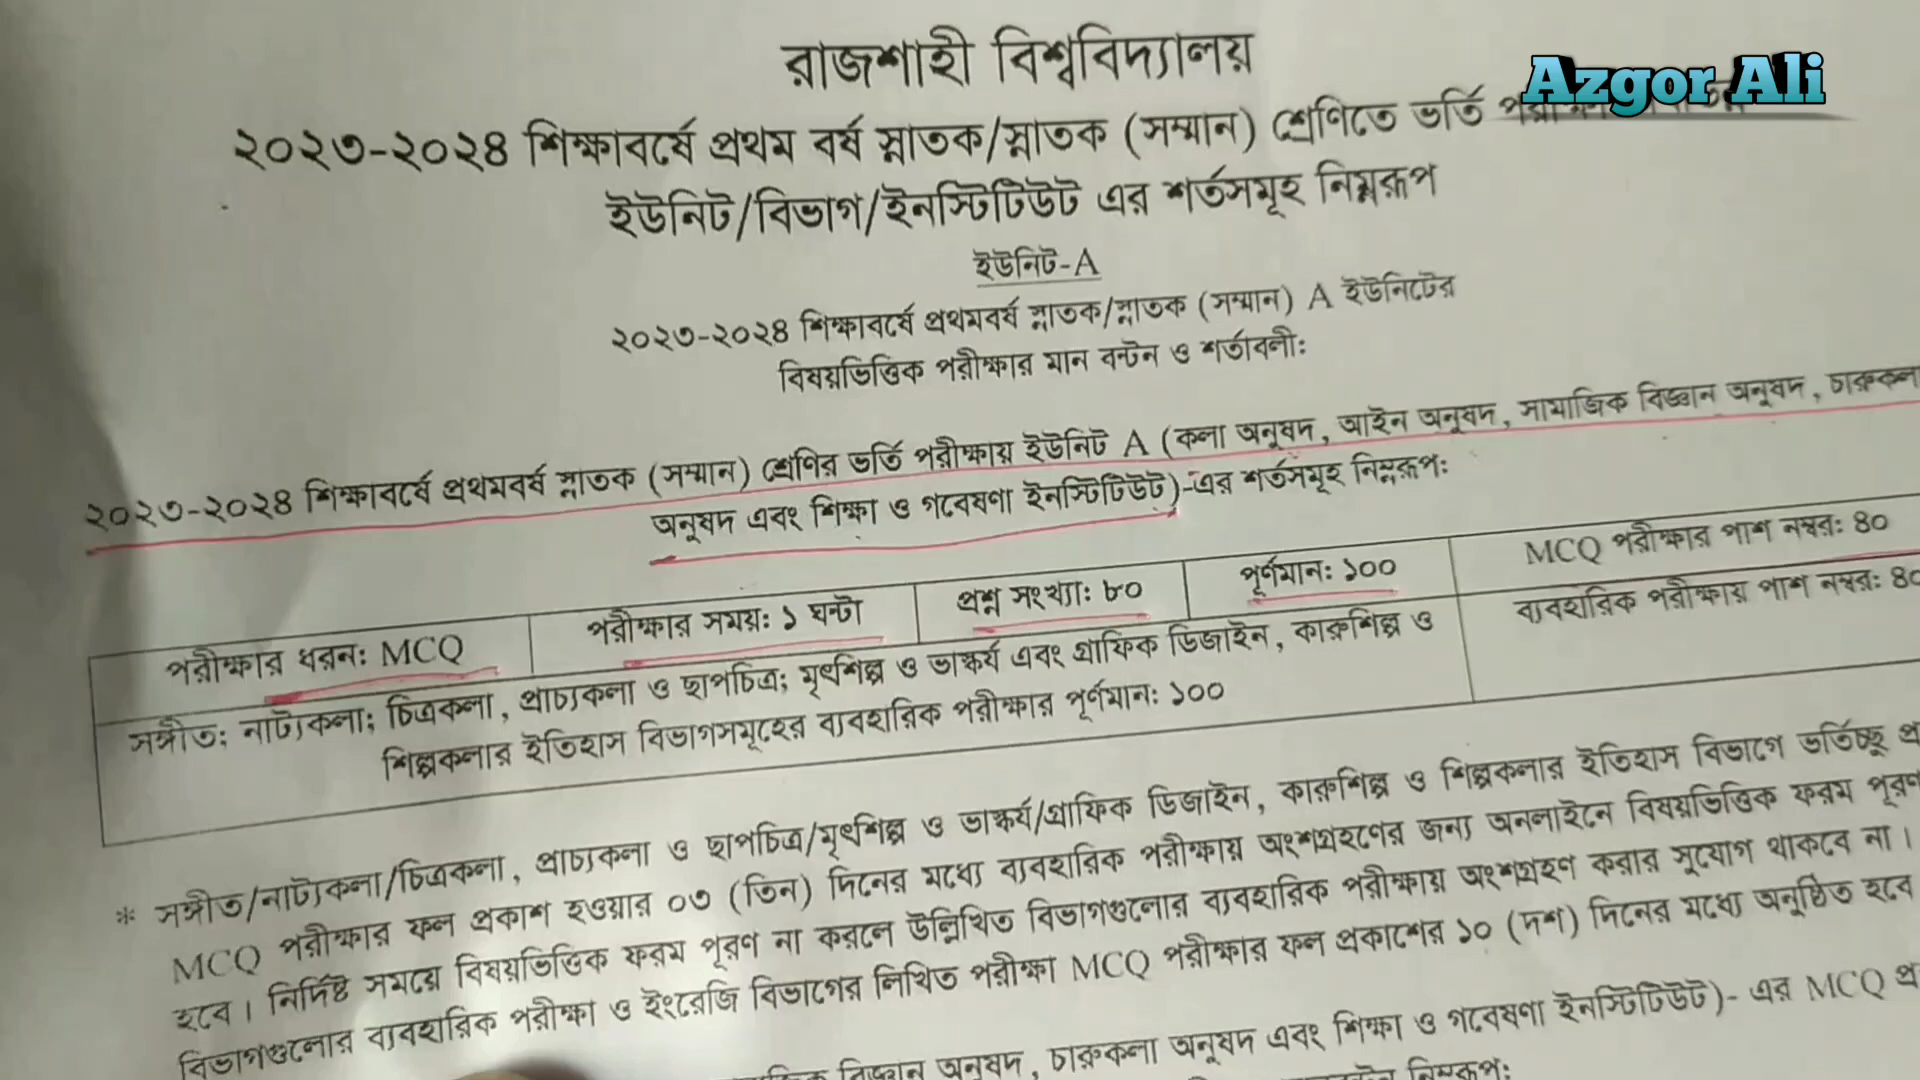 রাজশাহী বিশ্ববিদ্যালয়
Azgor Ali
২০২৩-২০২৪ শিক্ষাবর্ষে প্রথম বর্ষ স্নাতক/স্নাতক (সম্মান) শ্রেণিতে ভর্তি
ইউনিট/বিভাগ/ইনস্টিটিউট এর শর্তসমূহ নিম্নরূপ
ইউনিট-A
২০২৩-২০২৪ শিক্ষাবর্ষে প্রথমবর্ষ স্নাতক/স্নাতক (সম্মান) A ইউনিটের
বিষয়ভিত্তিক পরীক্ষার মান বন্টন ও শর্তাবলী:
২০২৩-২০২৪ শিক্ষাবর্ষে প্রথমবর্ষ স্নাতক (সম্মান) শ্রেণির ভর্তি পরীক্ষায় ইউনিট A (কলা অনুষদ, আইন অনুষদ, সামাজিক বিজ্ঞান অনুষদ, চারুকলা
অনুষদ এবং শিক্ষা ও গবেষণা ইনস্টিটিউট)-এর শর্তসমূহ নিম্নরূপ:
পরীক্ষার ধরন: MCQ পরীক্ষার সময়: ১ ঘন্টা প্রশ্ন সংখ্যা: ৮০ পূর্ণমান: ১০০ MCQ পরীক্ষার পাশ নম্বর: ৪০
সঙ্গীত; নাট্যকলা; চিত্রকলা, প্রাচ্যকলা ও ছাপচিত্র; মৃৎশিল্প ও ভাস্কর্য এবং গ্রাফিক ডিজাইন, কারুশিল্প ও ব্যবহারিক পরীক্ষায় পাশ নম্বর: ৪০
শিল্পকলার ইতিহাস বিভাগসমূহের ব্যবহারিক পরীক্ষার পূর্ণমান: ১০০
* সঙ্গীত/নাট্যকলা/চিত্রকলা, প্রাচ্যকলা ও ছাপচিত্র/মৃৎশিল্প ও ভাস্কর্য/গ্রাফিক ডিজাইন, কারুশিল্প ও শিল্পকলার ইতিহাস বিভাগে ভর্তিচ্ছু
MCQ পরীক্ষার ফল প্রকাশ হওয়ার ০৩ (তিন) দিনের মধ্যে ব্যবহারিক পরীক্ষায় অংশগ্রহণের জন্য অনলাইনে বিষয়ভিত্তিক ফরম পূরণ
হবে। নির্দিষ্ট সময়ে বিষয়ভিত্তিক ফরম পূরণ না করলে উল্লিখিত বিভাগগুলোর ব্যবহারিক পরীক্ষায় অংশগ্রহণ করার সুযোগ থাকবে না।
বিভাগগুলোর ব্যবহারিক পরীক্ষা ও ইংরেজি বিভাগের লিখিত পরীক্ষা MCQ পরীক্ষার ফল প্রকাশের ১০ (দশ) দিনের মধ্যে অনুষ্ঠিত হবে
বিজ্ঞান অনুষদ, চারুকলা অনুষদ এবং শিক্ষা ও গবেষণা ইনস্টিটিউট)- এর MCQ
নিম্নরূপ: